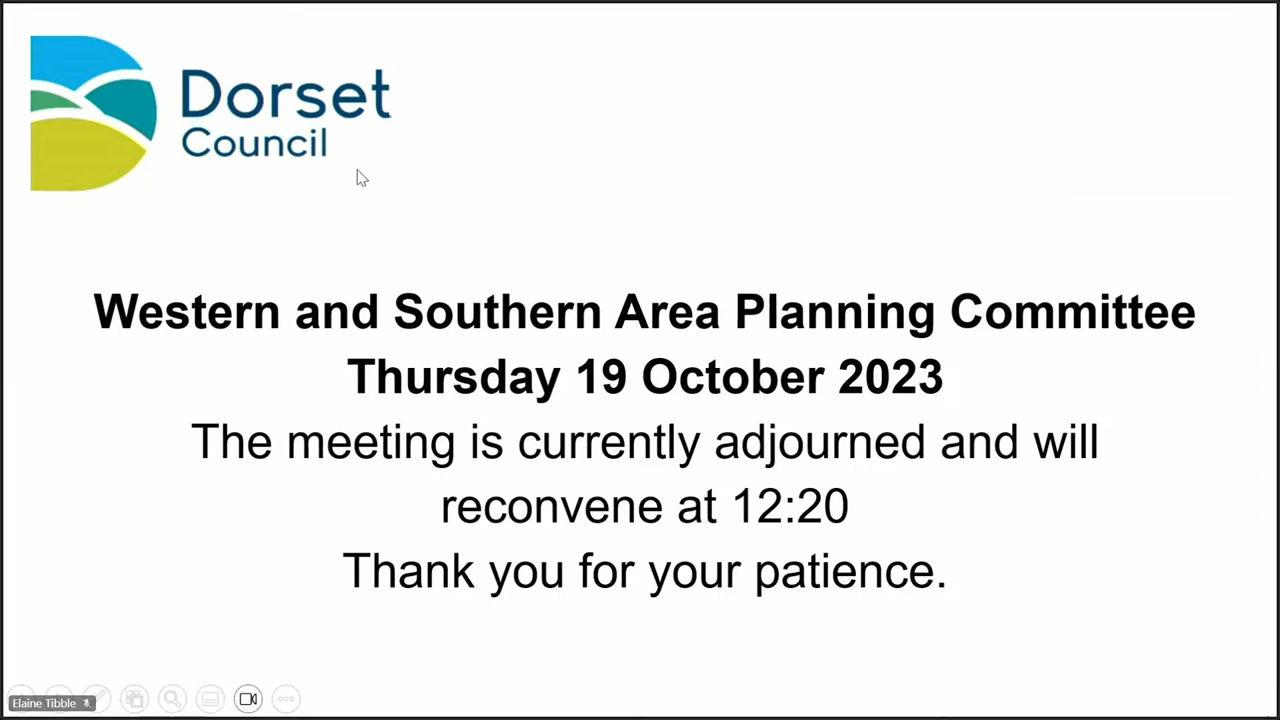 Dorset
Council
Western and Southern Area Planning Committee
Thursday 19 October 2023
The meeting is currently adjourned and will
reconvene at 12:20
Thank you for your patience.
Elaine Tibble